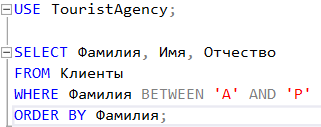 USE TouristAgency;
SELECT Фамилия, Имя, Отчество
FROM Клиенты
WHERE Фамилия BETWEEN 'А' AND 'Р'
ORDER BY Фамилия;